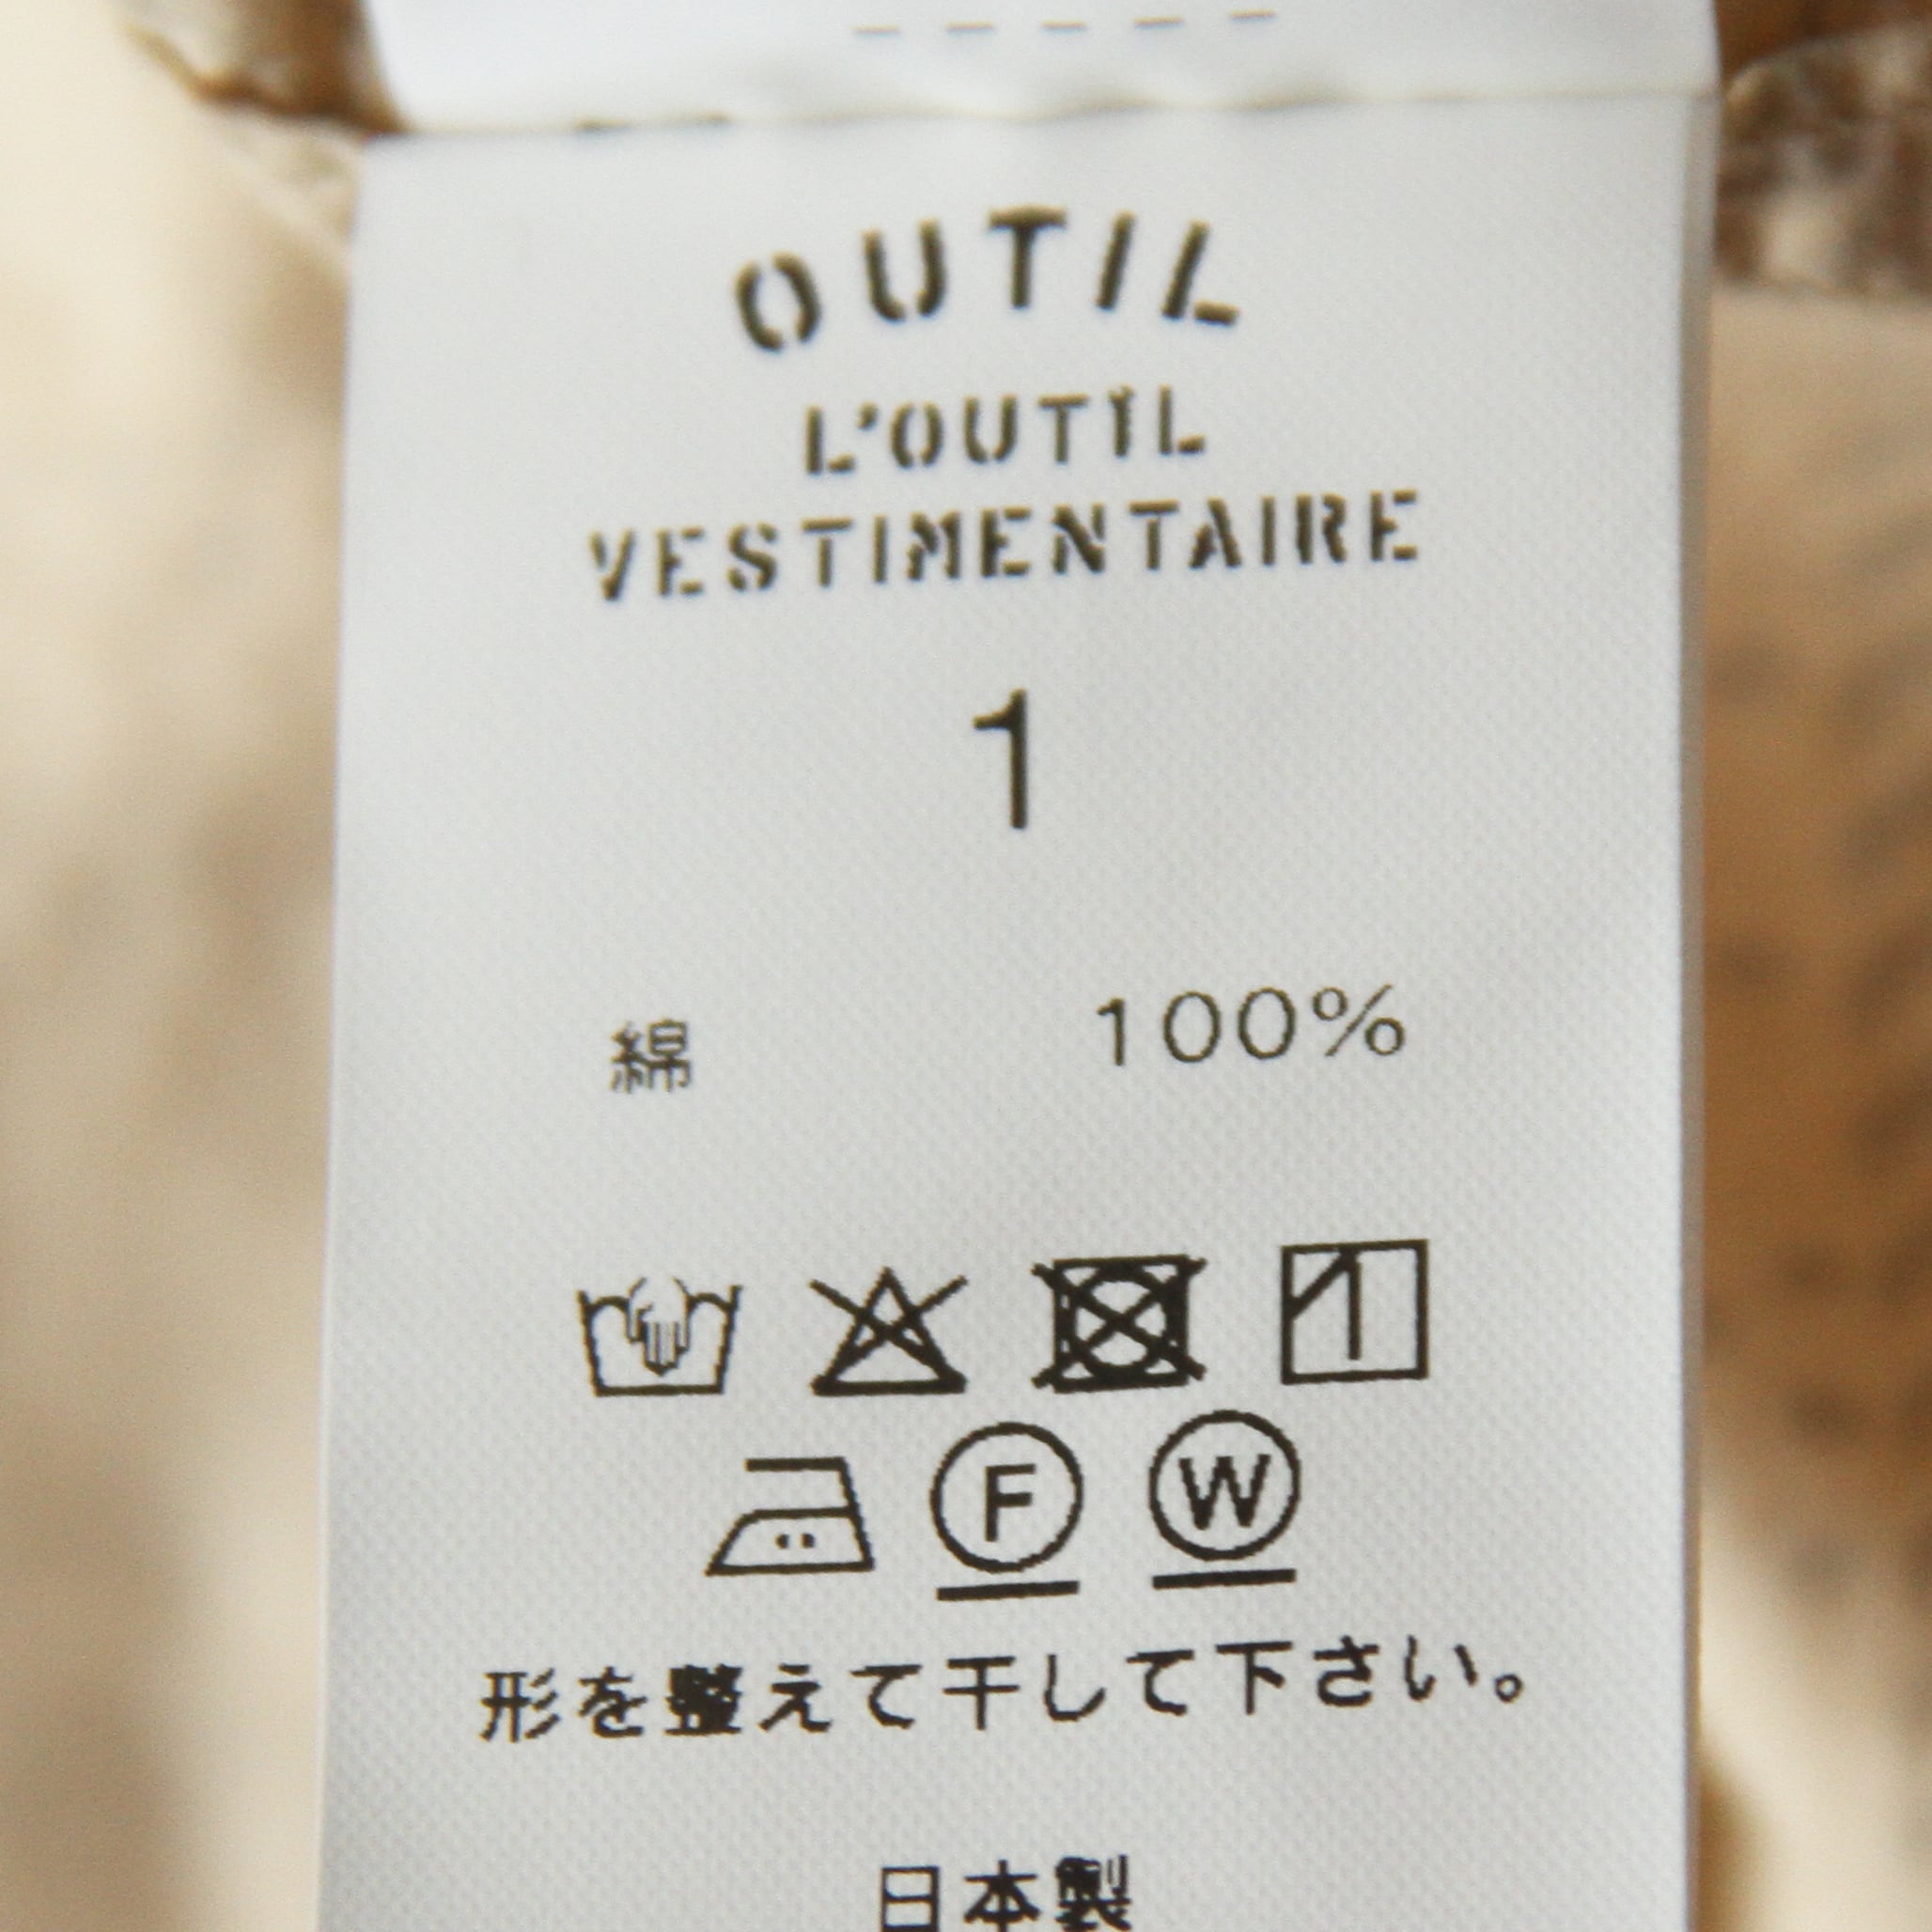 OUTIL
L'OUTIL
VESTIMENTAIRE
1
綿 100%
F W
形を整えて干して下さい。
日本製